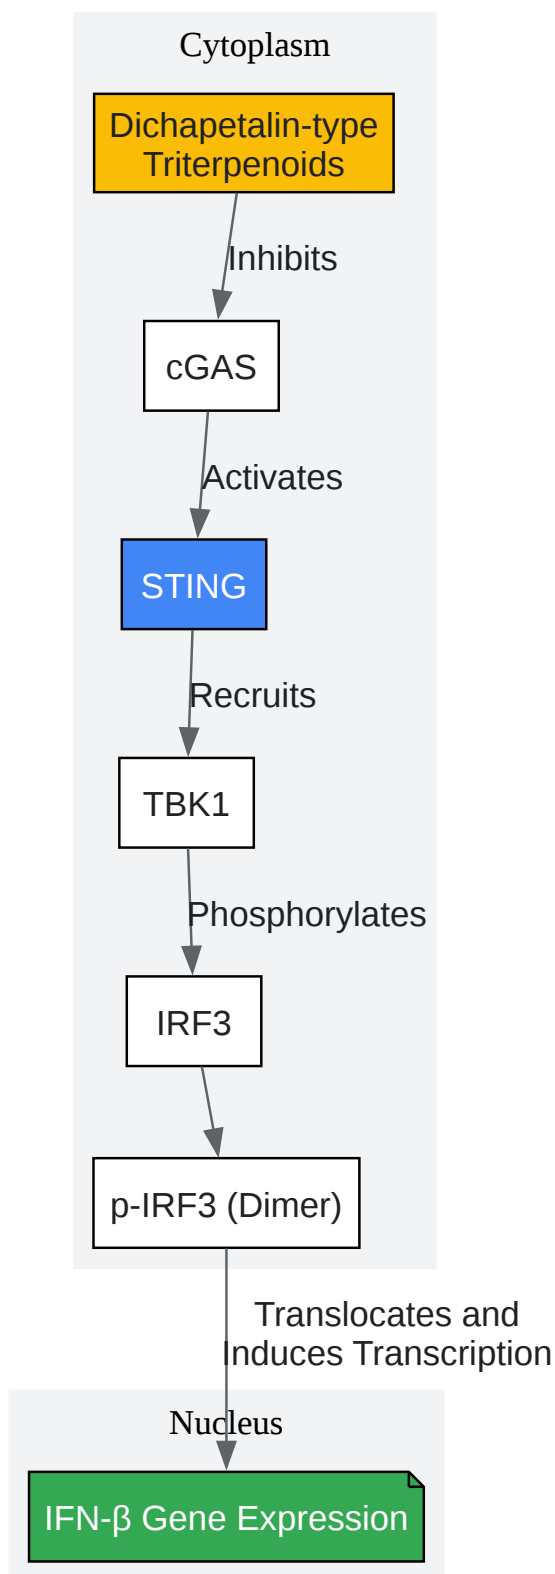 Cytoplasm
Dichapetalin-type
Triterpenoids
Inhibits
cGAS
Activates
STING
Recruits
TBK1
Phosphorylates
IRF3
p-IRF3 (Dimer)
Translocates and
Induces Transcription
Nucleus
IFN-β Gene Expression